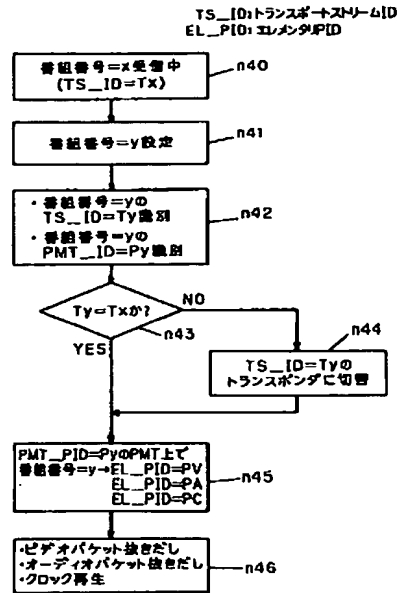 TS_ID:トランスポートストリームID
EL_PID:エレメンタリPID
番組番号=x受信中
(TS_ID=Tx)
n40
番組番号=y設定
n41
・番組番号=yの
TS_ID=Ty識別
・番組番号=yの
PMT_ID=Py識別
n42
Ty=Txか?
NO
n43
YES
n44
TS_ID=Tyの
トランスポンダに切替
PMT_PID=PyのPMT上で
番組番号=y→EL_PID=PV
EL_PID=PA
EL_PID=PC
n45
・ビデオパケット抜きだし
・オーディオパケット抜きだし
・クロック再生
n46